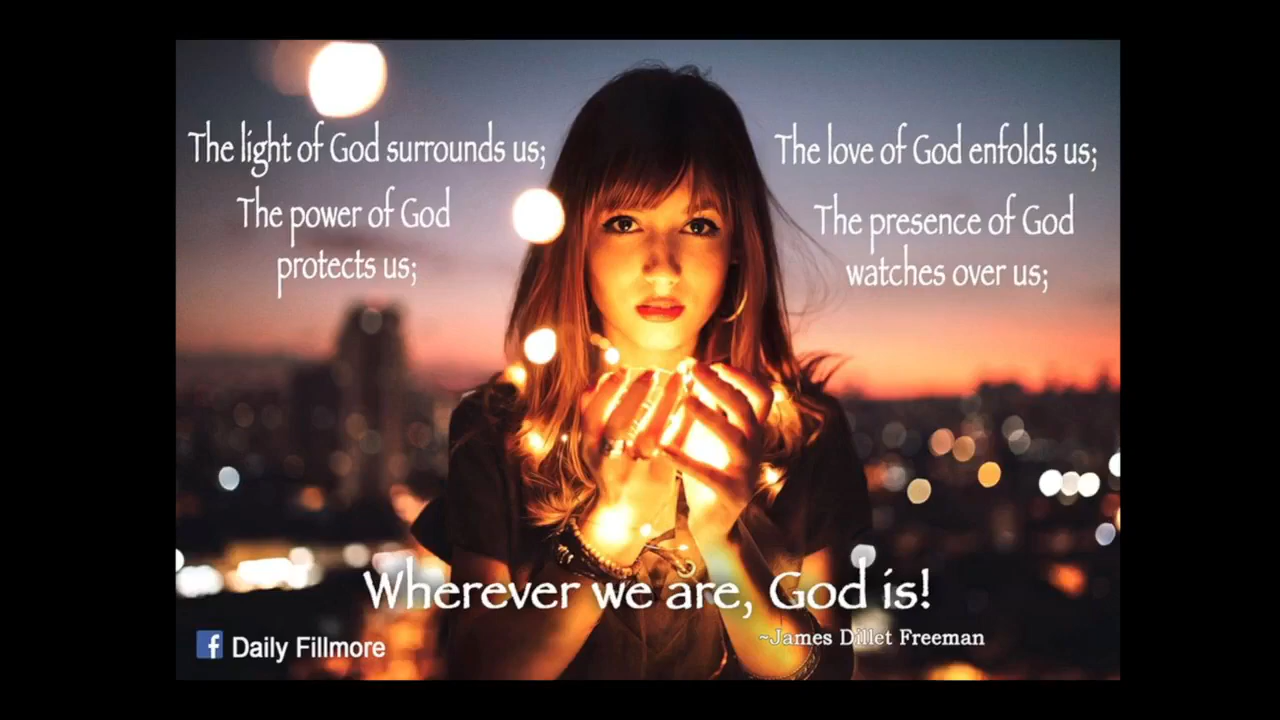 The light of God surrounds us;
The power of God
protects us;
The love of God enfolds us;
The presence of God
watches over us;
Wherever we are, God is!
~James Dillet Freeman
f Daily Fillmore